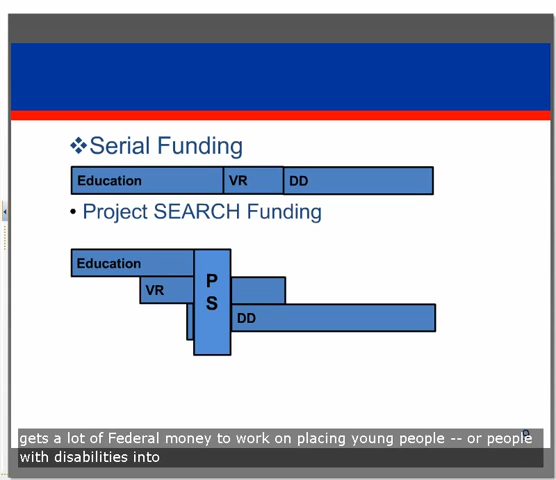 ❖Serial Funding
Education VR DD
• Project SEARCH Funding
Education
P
S
VR
DD
gets a lot of Federal money to work on placing young people -- or people
with disabilities into